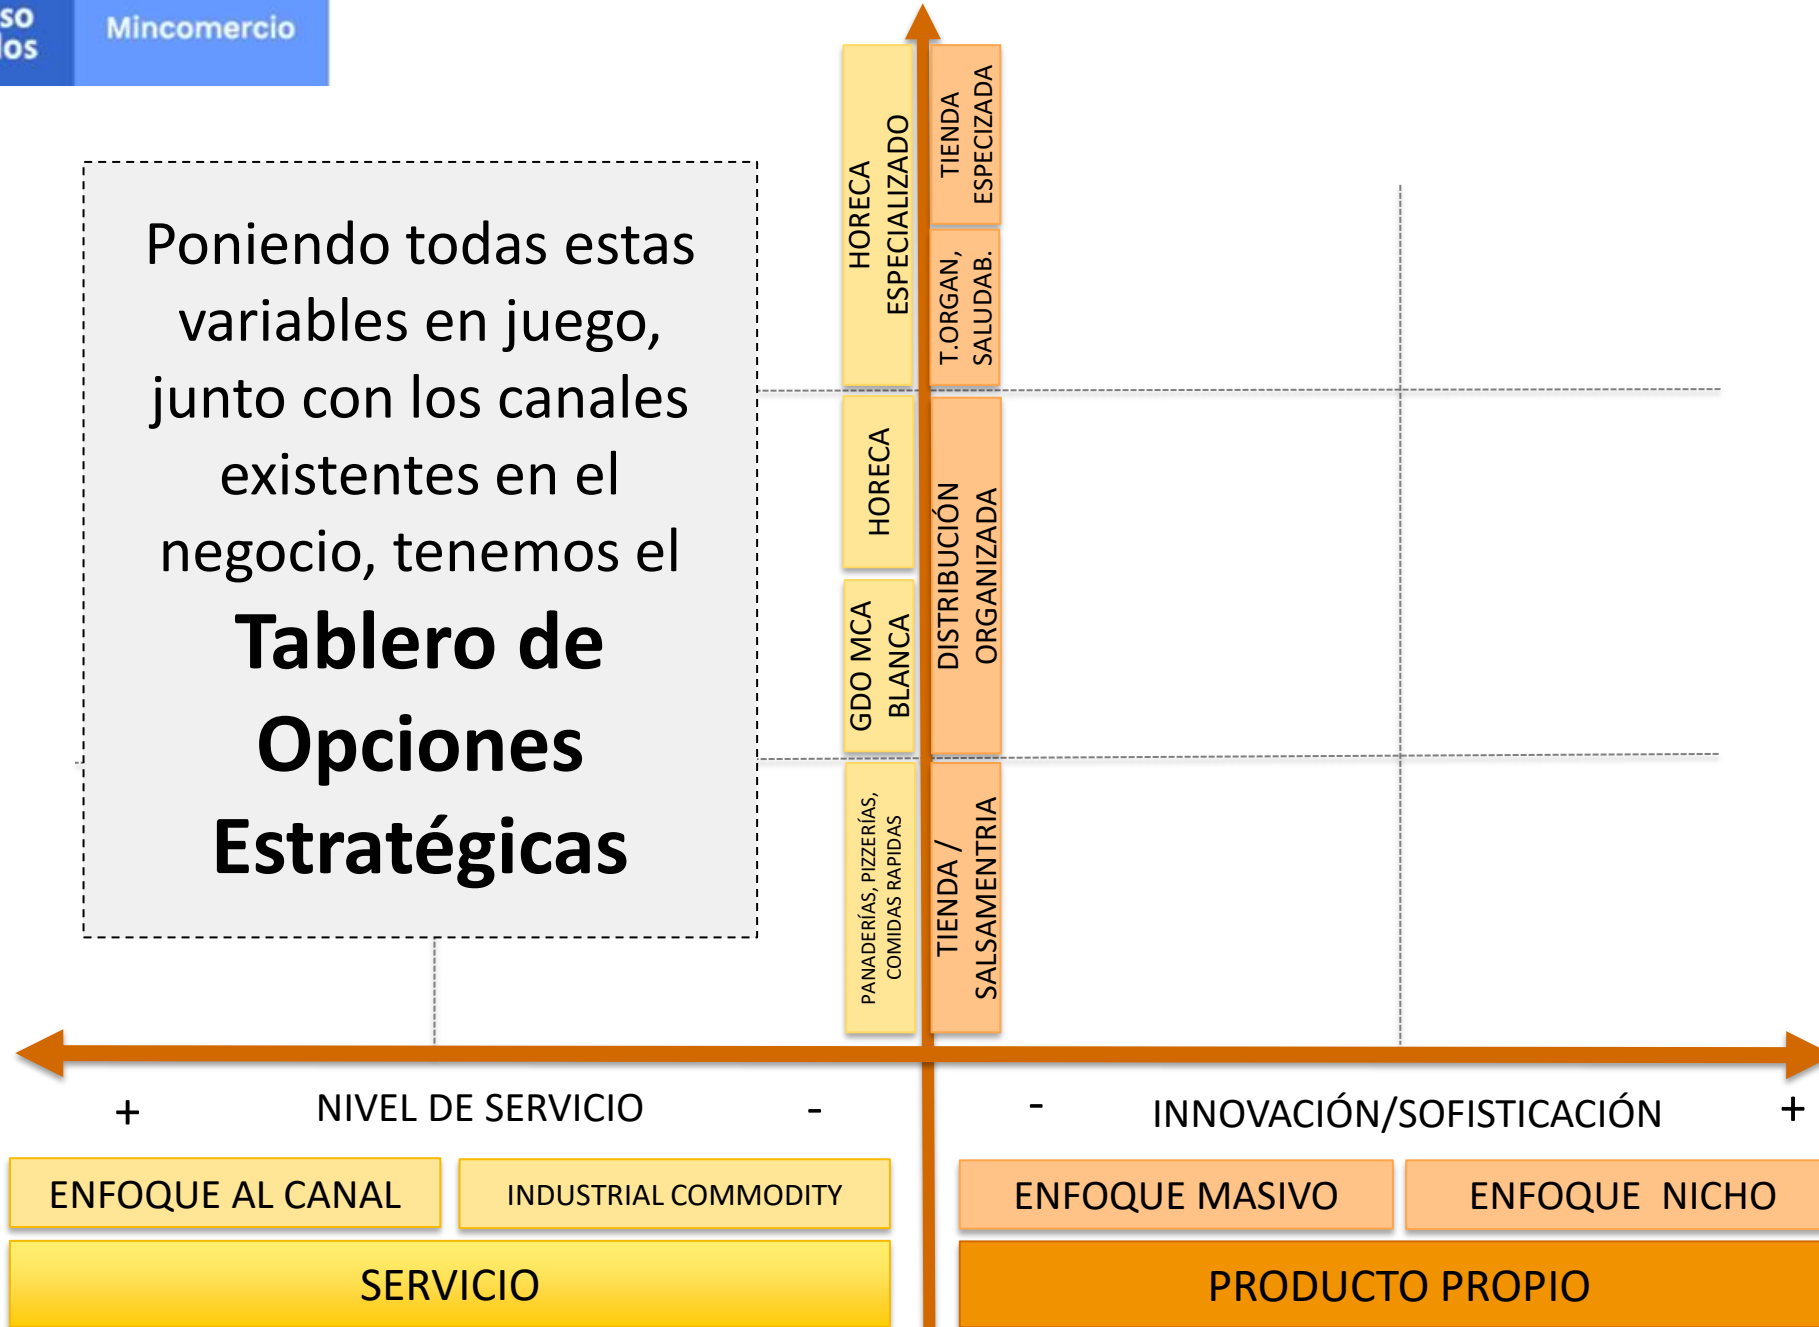 so
los
Mincomercio
Poniendo todas estas
variables en juego,
junto con los canales
existentes en el
negocio, tenemos el
Tablero de
Opciones
Estratégicas
HORECA
ESPECIALIZADO
HORECA
GDO MCA
BLANCA
PANADERÍAS, PIZZERÍAS,
COMIDAS RAPIDAS
TIENDA
ESPECIZADA
T.ORGAN,
SALUDAB.
DISTRIBUCIÓN
ORGANIZADA
TIENDA /
SALSAMENTRIA
+ NIVEL DE SERVICIO -
- INNOVACIÓN/SOFISTICACIÓN +
ENFOQUE AL CANAL
INDUSTRIAL COMMODITY
ENFOQUE MASIVO
ENFOQUE NICHO
SERVICIO
PRODUCTO PROPIO